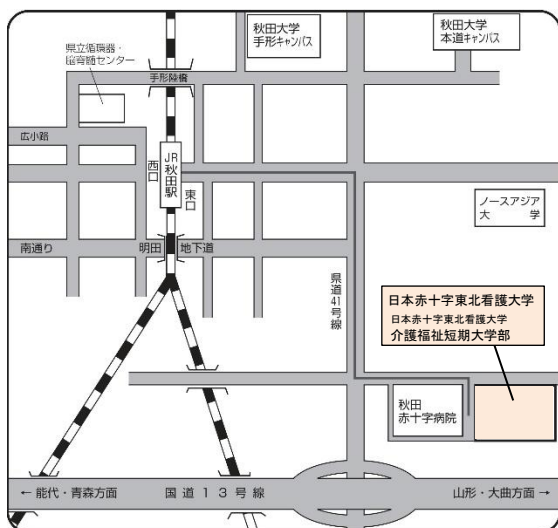 秋田大学
手形キャンパス
秋田大学
本道キャンパス
県立循環器・
脳脊髄センター
手形陸橋
広小路
西口
JR秋田駅
東口
ノースアジア
大　学
南通り
明田
地下道
県道41号線
日本赤十字東北看護大学
日本赤十字東北看護大学
介護福祉短期大学部
秋田
赤十字病院
← 能代・青森方面
国道13号線
山形・大曲方面 →